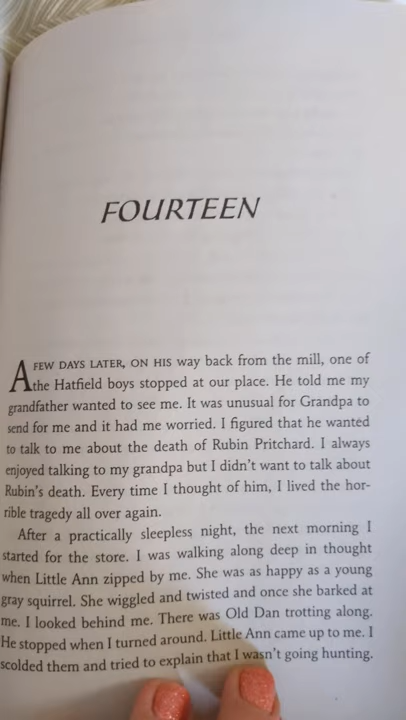 FOURTEEN
A FEW DAYS LATER, ON HIS way back from the mill, one of
the Hatfield boys stopped at our place. He told me my
grandfather wanted to see me. It was unusual for Grandpa to
send for me and it had me worried. I figured that he wanted
to talk to me about the death of Rubin Pritchard. I always
enjoyed talking to my grandpa but I didn't want to talk about
Rubin's death. Every time I thought of him, I lived the hor-
rible tragedy all over again.
After a practically sleepless night, the next morning I
started for the store. I was walking along deep in thought
when Little Ann zipped by me. She was as happy as a young
gray squirrel. She wiggled and twisted and once she barked at
me. I looked behind me. There was Old Dan trotting along.
He stopped when I turned around. Little Ann came up to me. I
scolded them and tried to explain that I wasn't going hunting.